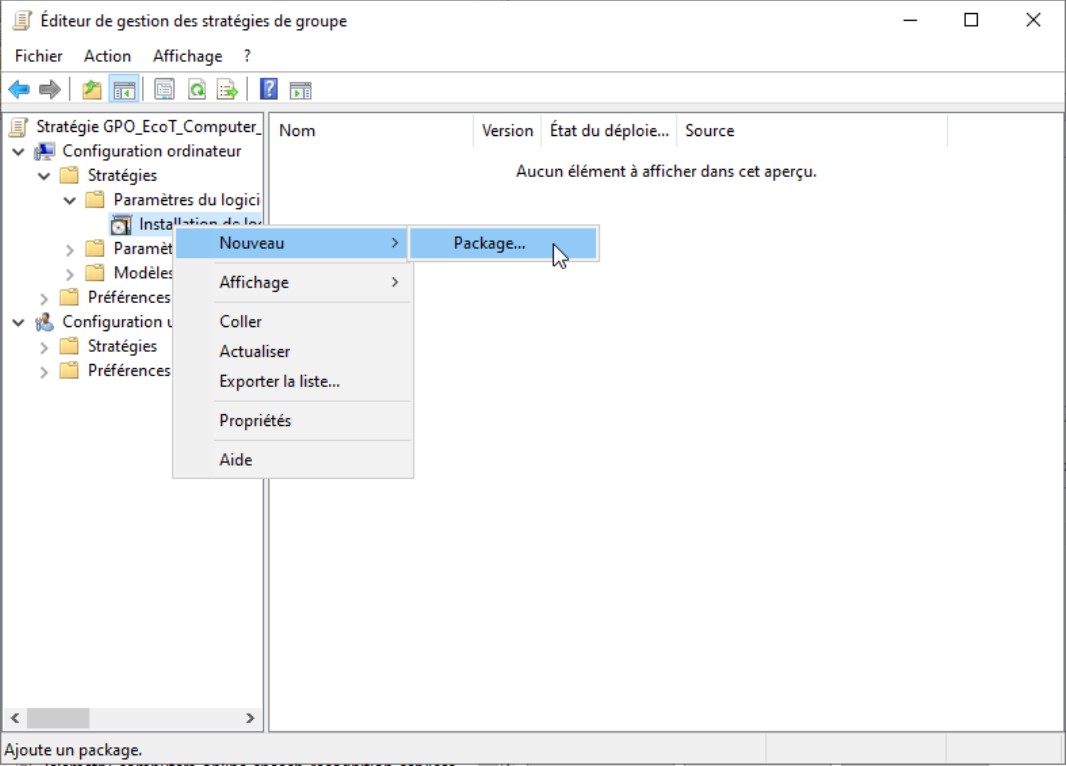 Éditeur de gestion des stratégies de groupe
Fichier Action Affichage ?
Stratégie GPO_EcoT_Computer_
Configuration ordinateur
Stratégies
Paramètres du logici
Installation de lo
Paramèt
Modèles
Préférences
Configuration u
Stratégies
Préférences
Nom Version État du déploie... Source
Aucun élément à afficher dans cet aperçu.
Nouveau
Package...
Affichage
Coller
Actualiser
Exporter la liste...
Propriétés
Aide
Ajoute un package.